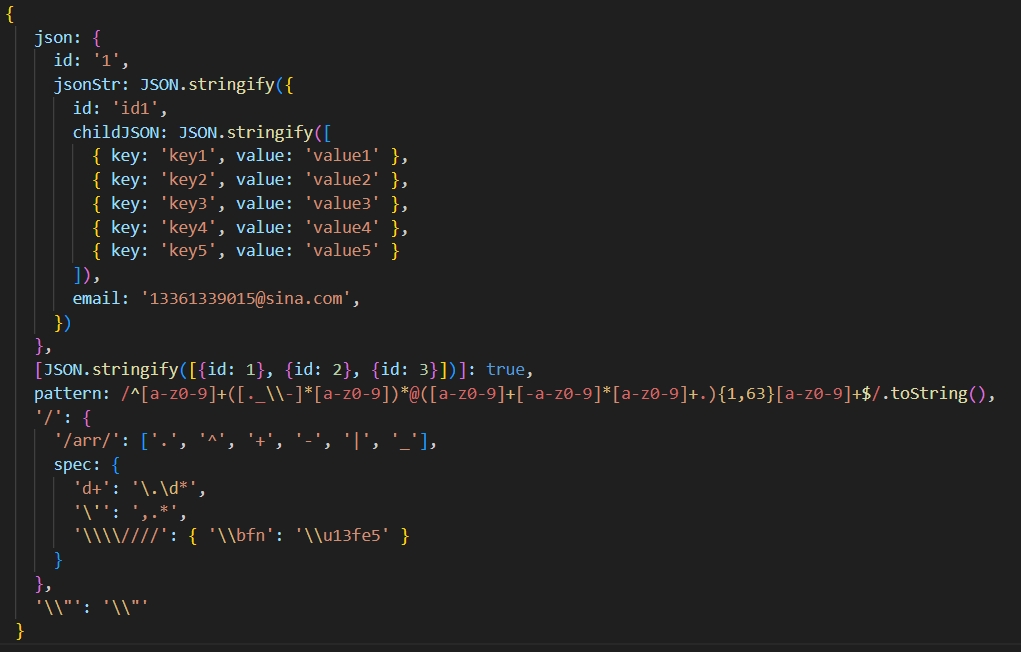 {
  json: {
    id: '1',
    jsonStr: JSON.stringify({
      id: 'id1',
      childJSON: JSON.stringify([
        { key: 'key1', value: 'value1' },
        { key: 'key2', value: 'value2' },
        { key: 'key3', value: 'value3' },
        { key: 'key4', value: 'value4' },
        { key: 'key5', value: 'value5' }
      ]),
      email: '13361339015@sina.com',
    })
  },
  [JSON.stringify([{id: 1}, {id: 2}, {id: 3}])]: true,
  pattern: /^[a-z0-9]+([._\\-]*[a-z0-9])*@([a-z0-9]+[-a-z0-9]*[a-z0-9]+.){1,63}[a-z0-9]+$/.toString(),
  '/': {
    '/arr/': ['.', '^', '+', '-', '|', '_'],
    spec: {
      'd+': '\.\d*',
      '\'': ',.*',
      '\\\\////': { '\\bfn': '\\u13fe5' }
    }
  },
  '\\"': '\\"'
}